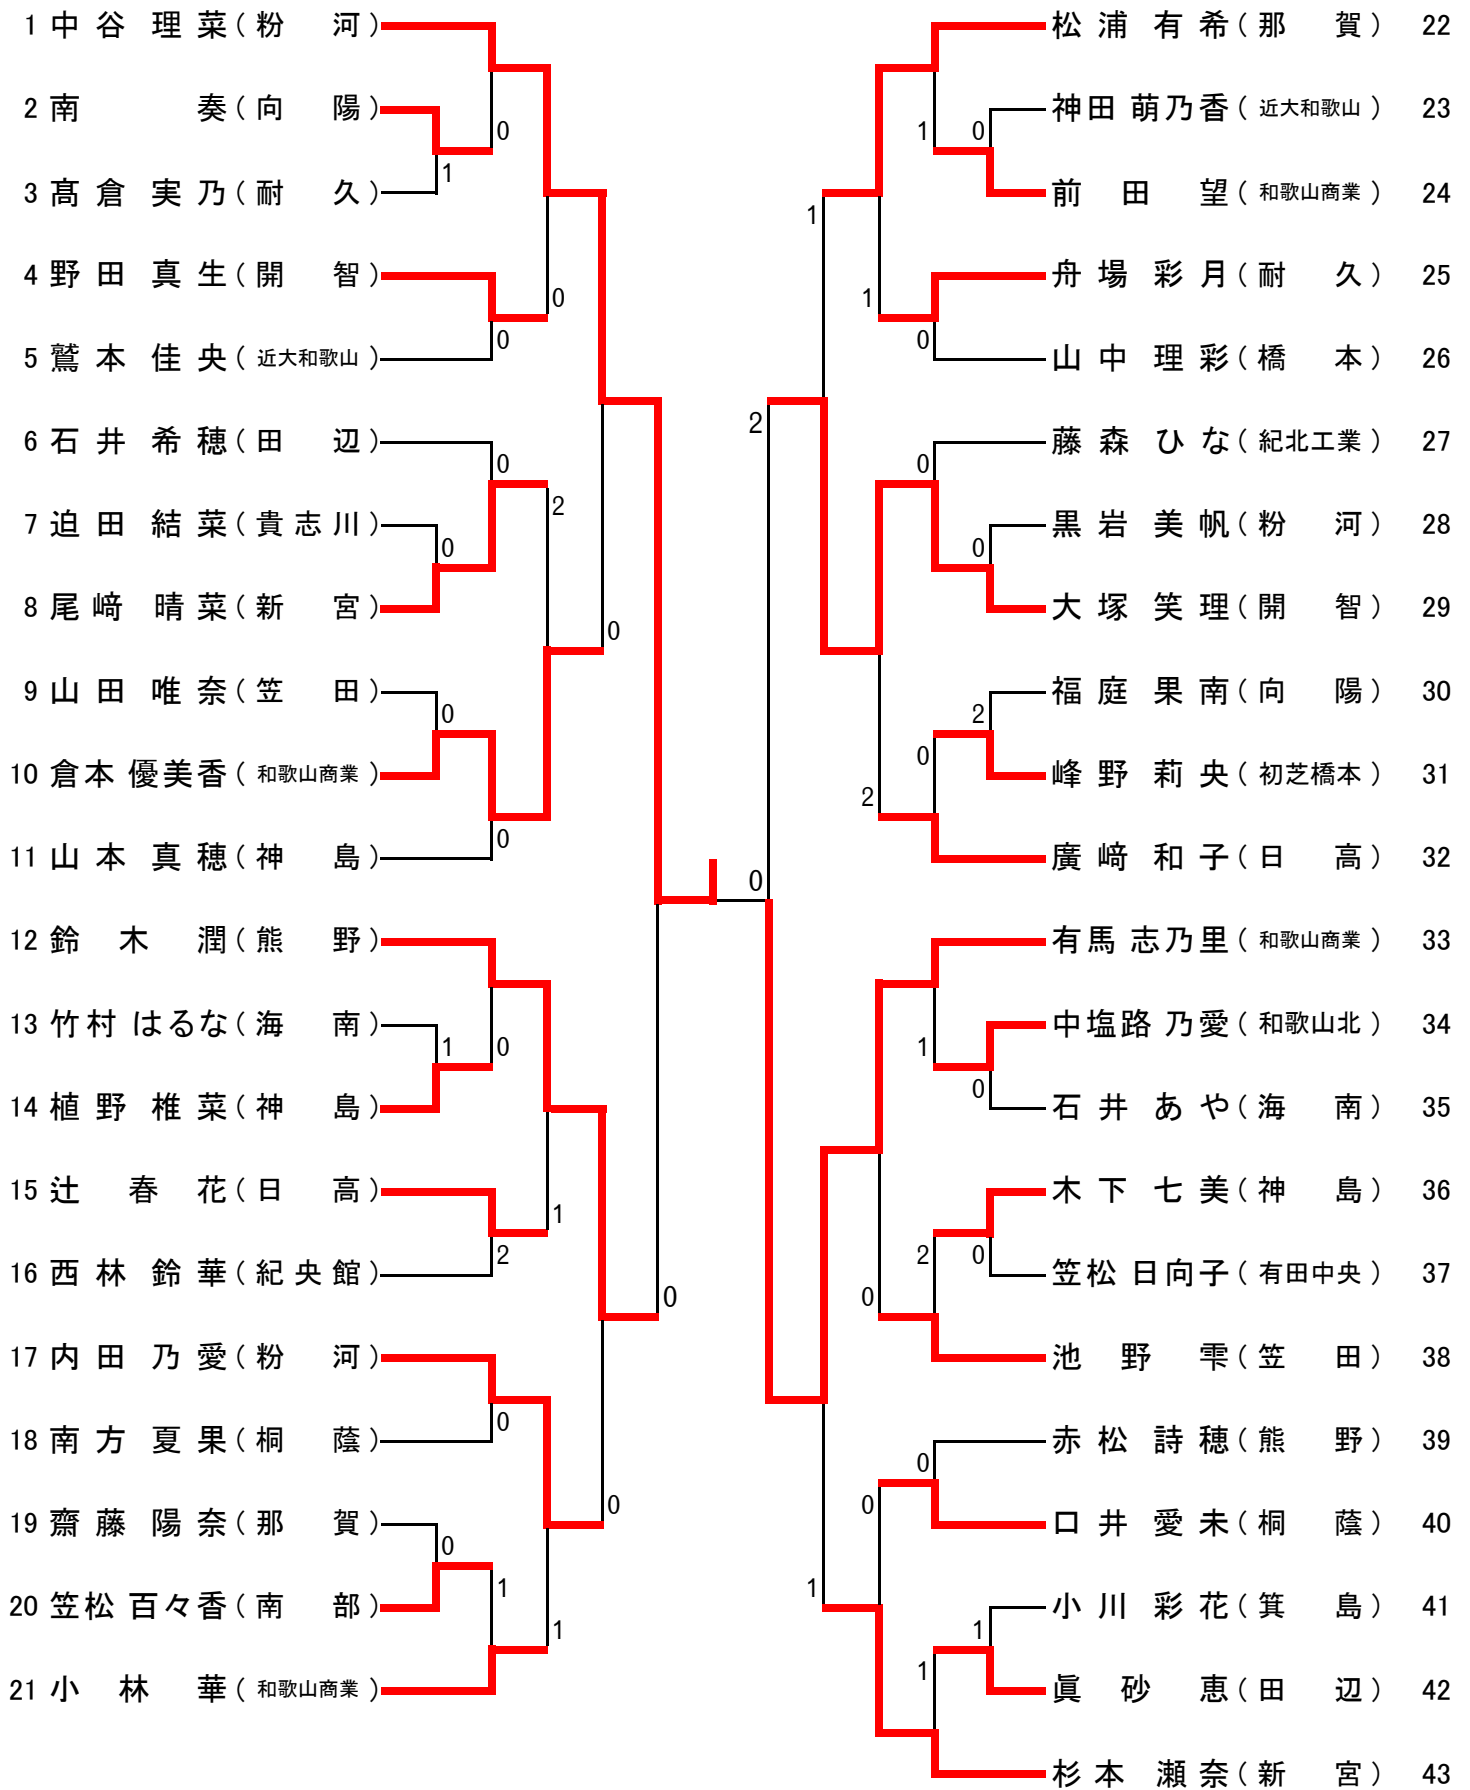 1 中谷 理菜 ( 粉 河 )
2 南 奏 ( 向 陽 )
0
1
3 髙倉 実乃 ( 耐 久 )
4 野田 真生 ( 開 智 )
0
0
5 鷲本 佳央 ( 近大和歌山 )
6 石井 希穂 ( 田 辺 )
0
2
7 迫田 結菜 ( 貴志川 )
0
8 尾﨑 晴菜 ( 新 宮 )
0
9 山田 唯奈 ( 笠 田 )
0
10 倉本 優美香 ( 和歌山商業 )
0
11 山本 真穂 ( 神 島 )
0
12 鈴木 潤 ( 熊 野 )
13 竹村 はるな ( 海 南 )
1
0
14 植野 椎菜 ( 神 島 )
15 辻 春花 ( 日 高 )
1
2
16 西林 鈴華 ( 紀央館 )
0
17 内田 乃愛 ( 粉 河 )
0
18 南方 夏果 ( 桐 蔭 )
0
19 齋藤 陽奈 ( 那 賀 )
0
1
20 笠松 百々香 ( 南 部 )
1
21 小林 華 ( 和歌山商業 )
松浦 有希 ( 那 賀 ) 22
神田 萌乃香 ( 近大和歌山 ) 23
1
0
前田 望 ( 和歌山商業 ) 24
1
舟場 彩月 ( 耐 久 ) 25
1
0
山中 理彩 ( 橋 本 ) 26
2
藤森 ひな ( 紀北工業 ) 27
0
黒岩 美帆 ( 粉 河 ) 28
0
大塚 笑理 ( 開 智 ) 29
福庭 果南 ( 向 陽 ) 30
2
0
峰野 莉央 ( 初芝橋本 ) 31
2
廣﨑 和子 ( 日 高 ) 32
有馬 志乃里 ( 和歌山商業 ) 33
中塩路 乃愛 ( 和歌山北 ) 34
1
0
石井 あや ( 海 南 ) 35
木下 七美 ( 神 島 ) 36
2
0
笠松 日向子 ( 有田中央 ) 37
0
池野 雫 ( 笠 田 ) 38
赤松 詩穂 ( 熊 野 ) 39
0
0
口井 愛未 ( 桐 蔭 ) 40
1
小川 彩花 ( 箕 島 ) 41
1
1
眞砂 恵 ( 田 辺 ) 42
杉本 瀬奈 ( 新 宮 ) 43